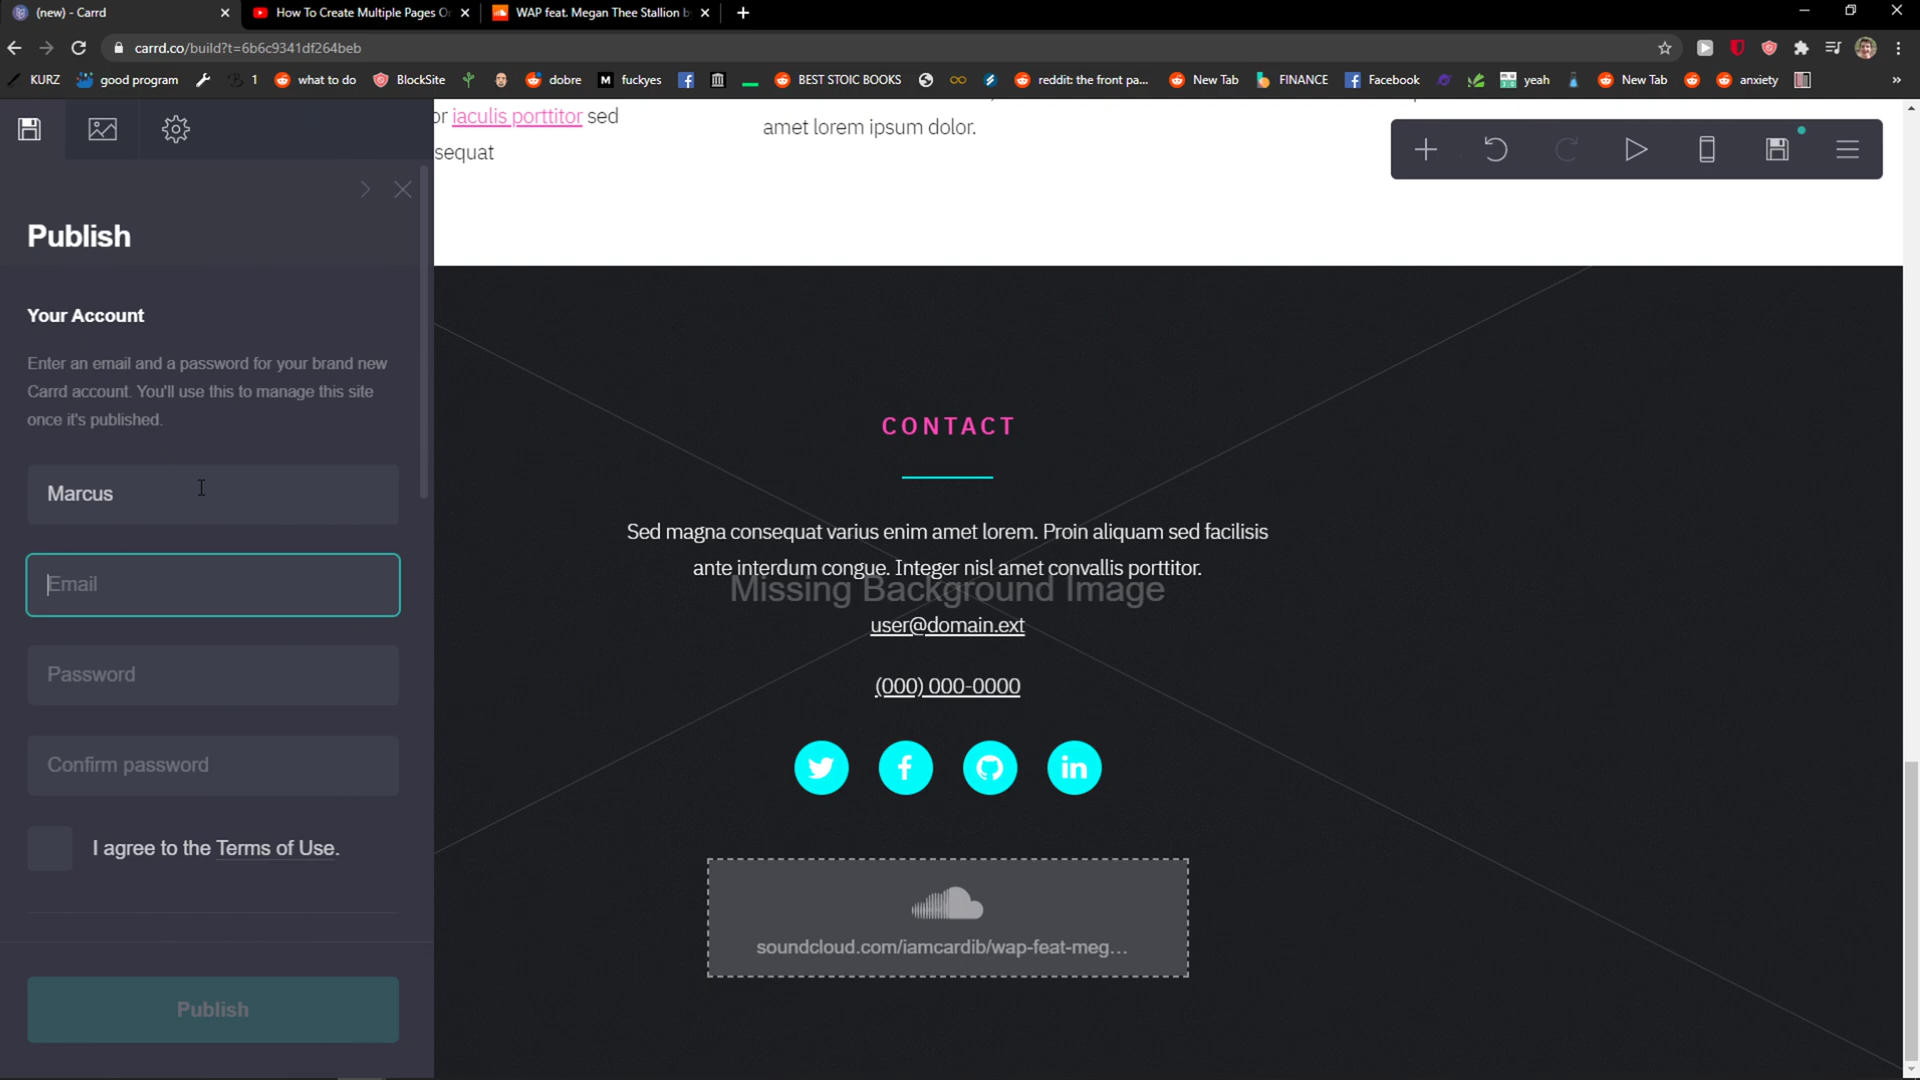 (new) - Carrd
How To Create Multiple Pages O
WAP feat. Megan Thee Stallion b
carrd.co/build?t=6b6c9341df264beb
KURZ
good program
1
what to do
BlockSite
dobre
M fuckyes
BEST STOIC BOOKS
reddit: the front pa...
New Tab
FINANCE
Facebook
yeah
New Tab
anxiety
Publish
Your Account
Enter an email and a password for your brand new
Carrd account. You'll use this to manage this site
once it's published.
Marcus
Email
Password
Confirm password
I agree to the Terms of Use.
Publish
or iaculis porttitor sed
sequat
amet lorem ipsum dolor.
CONTACT
Sed magna consequat varius enim amet lorem. Proin aliquam sed facilisis
ante interdum congue. Integer nisl amet convallis porttitor.
Missing Background Image
user@domain.ext
(000) 000-0000
soundcloud.com/iamcardib/wap-feat-meg...